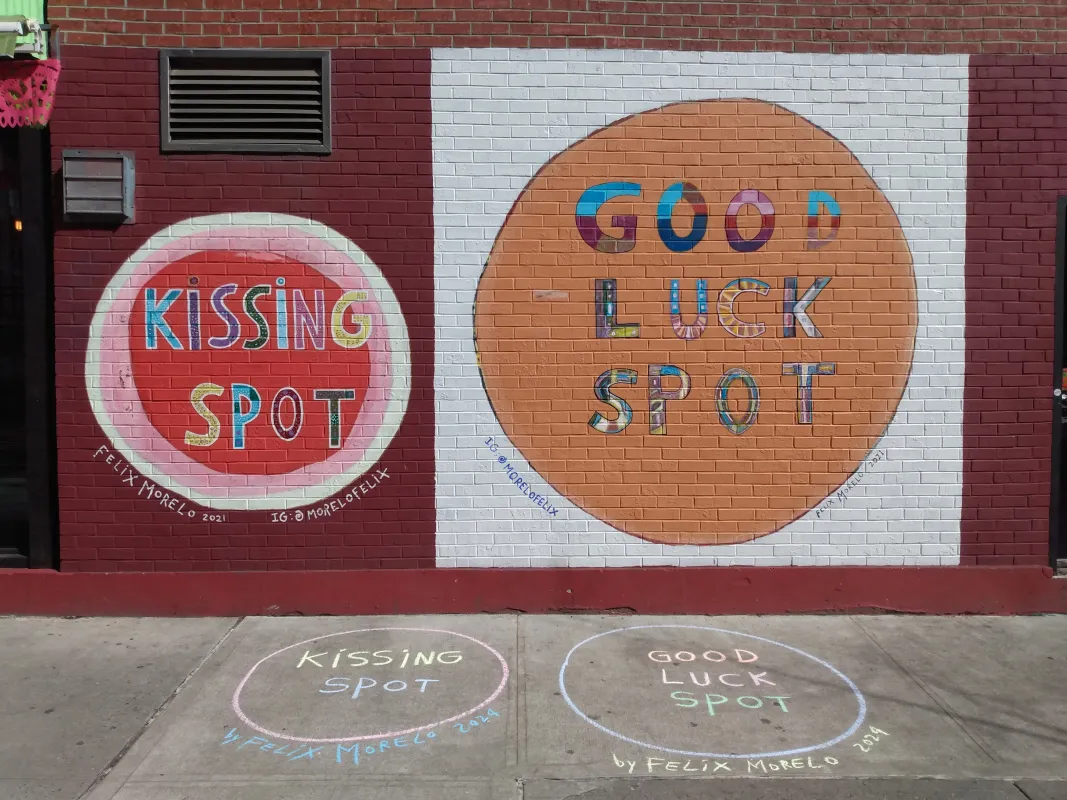 KiSSiNG
SPOT
FELIX MORELO 2021
IG:@MORELOFELIX
GOOD
LUCK
SPOT
IG:@MORELOFELIX
FELIX MORELO 2021
KiSSiNG
SPOT
by FELIX MORELO 2024
GOOD
LUCK
SPOT
by FELIX MORELO 2024